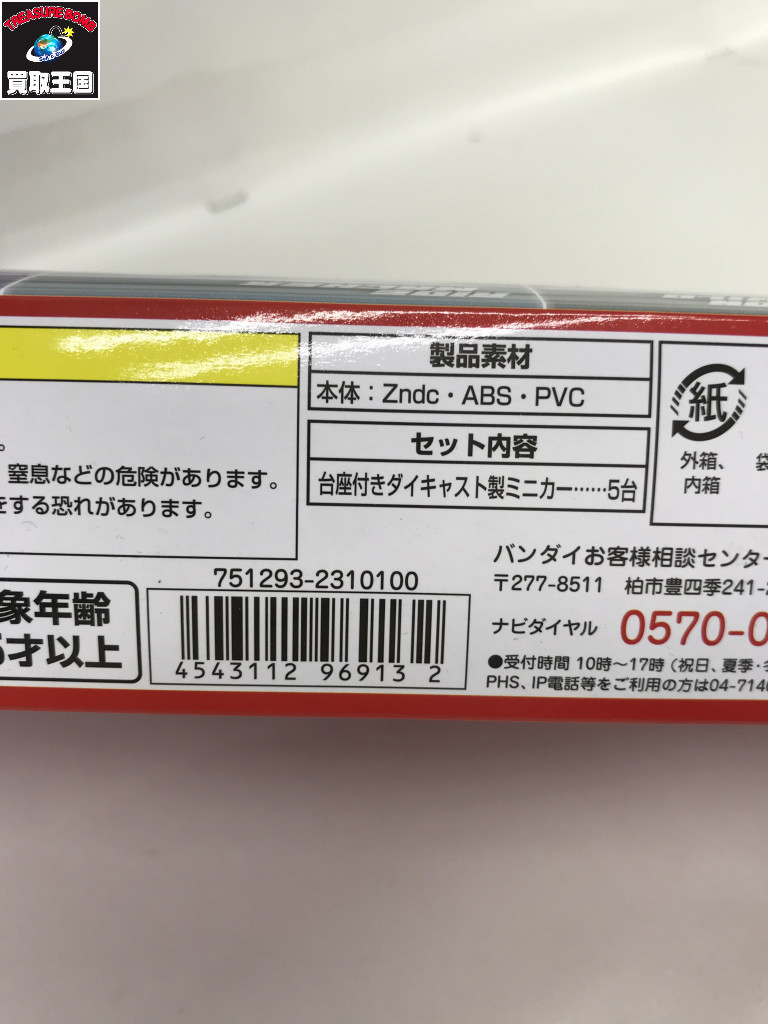 TREASURE BOMB
買取王国
製品素材
本体：Zndc・ABS・PVC
セット内容
台座付きダイキャスト製ミニカー……5台
紙
外箱、
内箱
袋
。
窒息などの危険があります。
をする恐れがあります。
象年齢
才以上
751293-2310100
4543112 96913 2
バンダイお客様相談センター
〒277-8511 柏市豊四季241-2
ナビダイヤル 0570-0
●受付時間 10時～17時（祝日、夏季・冬
PHS、IP電話等をご利用の方は04-7146